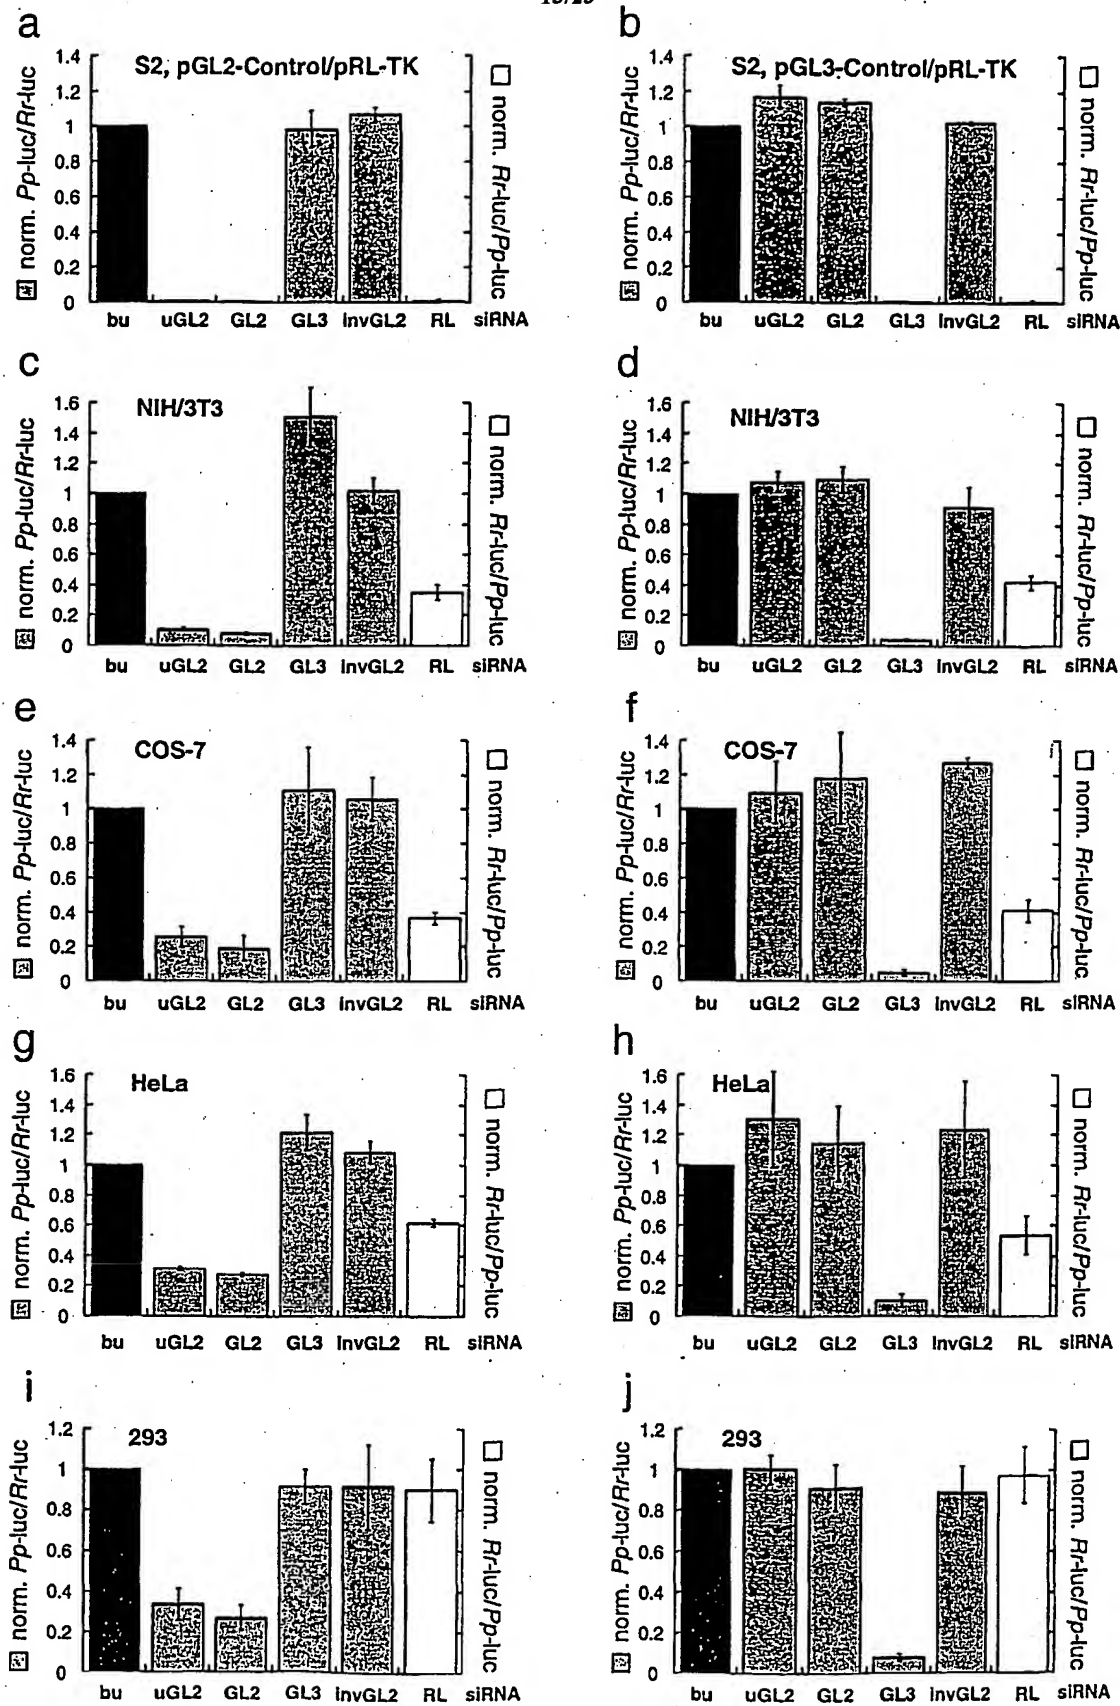 a
S2, pGL2-Control/pRL-TK
norm. Pp-luc/Rr-luc
norm. Rr-luc/Pp-luc
1.4
1.2
1
0.8
0.6
0.4
0.2
0
bu uGL2 GL2 GL3 invGL2 RL siRNA
b
S2, pGL3-Control/pRL-TK
norm. Pp-luc/Rr-luc
norm. Rr-luc/Pp-luc
1.4
1.2
1
0.8
0.6
0.4
0.2
0
bu uGL2 GL2 GL3 invGL2 RL siRNA
c
NIH/3T3
norm. Pp-luc/Rr-luc
norm. Rr-luc/Pp-luc
1.6
1.4
1.2
1
0.8
0.6
0.4
0.2
0
bu uGL2 GL2 GL3 invGL2 RL siRNA
d
NIH/3T3
norm. Pp-luc/Rr-luc
norm. Rr-luc/Pp-luc
1.6
1.4
1.2
1
0.8
0.6
0.4
0.2
0
bu uGL2 GL2 GL3 invGL2 RL siRNA
e
COS-7
norm. Pp-luc/Rr-luc
norm. Rr-luc/Pp-luc
1.4
1.2
1
0.8
0.6
0.4
0.2
0
bu uGL2 GL2 GL3 invGL2 RL siRNA
f
COS-7
norm. Pp-luc/Rr-luc
norm. Rr-luc/Pp-luc
1.4
1.2
1
0.8
0.6
0.4
0.2
0
bu uGL2 GL2 GL3 invGL2 RL siRNA
g
HeLa
norm. Pp-luc/Rr-luc
norm. Rr-luc/Pp-luc
1.6
1.4
1.2
1
0.8
0.6
0.4
0.2
0
bu uGL2 GL2 GL3 invGL2 RL siRNA
h
HeLa
norm. Pp-luc/Rr-luc
norm. Rr-luc/Pp-luc
1.6
1.4
1.2
1
0.8
0.6
0.4
0.2
0
bu uGL2 GL2 GL3 invGL2 RL siRNA
i
293
norm. Pp-luc/Rr-luc
norm. Rr-luc/Pp-luc
1.2
1
0.8
0.6
0.4
0.2
0
bu uGL2 GL2 GL3 invGL2 RL siRNA
j
293
norm. Pp-luc/Rr-luc
norm. Rr-luc/Pp-luc
1.2
1
0.8
0.6
0.4
0.2
0
bu uGL2 GL2 GL3 invGL2 RL siRNA